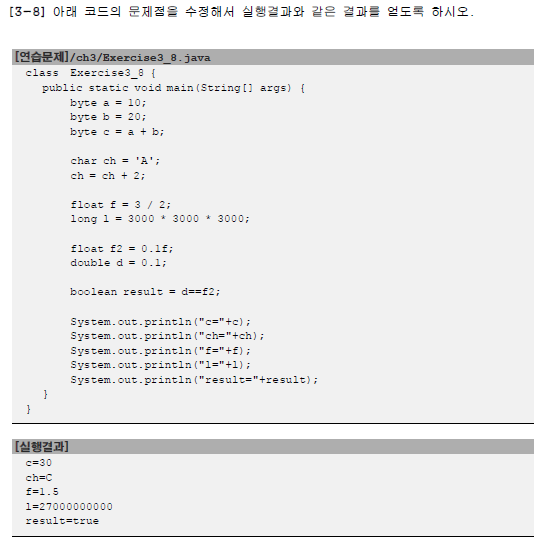 [3-8] 아래 코드의 문제점을 수정해서 실행결과와 같은 결과를 얻도록 하시오.
[연습문제]/ch3/Exercise3_8.java
class Exercise3_8 {
public static void main(String[] args) {
byte a = 10;
byte b = 20;
byte c = a + b;
char ch = 'A';
ch = ch + 2;
float f = 3 / 2;
long l = 3000 * 3000 * 3000;
float f2 = 0.1f;
double d = 0.1;
boolean result = d==f2;
System.out.println("c="+c);
System.out.println("ch="+ch);
System.out.println("f="+f);
System.out.println("l="+l);
System.out.println("result="+result);
}
}
[실행결과]
c=30
ch=C
f=1.5
l=27000000000
result=true